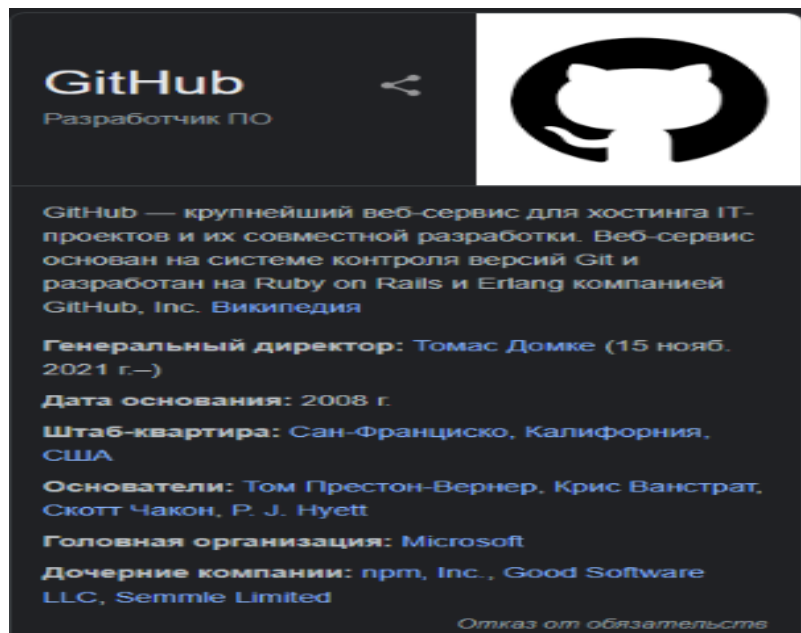 GitHub
Разработчик ПО
GitHub — крупнейший веб-сервис для хостинга IT-
проектов и их совместной разработки. Веб-сервис
основан на системе контроля версий Git и
разработан на Ruby on Rails и Erlang компанией
GitHub, Inc. Википедия
Генеральный директор: Томас Домке (15 нояб.
2021 г.–)
Дата основания: 2008 г.
Штаб-квартира: Сан-Франциско, Калифорния,
США
Основатели: Том Престон-Вернер, Крис Ванстрат,
Скотт Чакон, P. J. Hyett
Головная организация: Microsoft
Дочерние компании: npm, Inc., Good Software
LLC, Semmle Limited
Отказ от обязательств